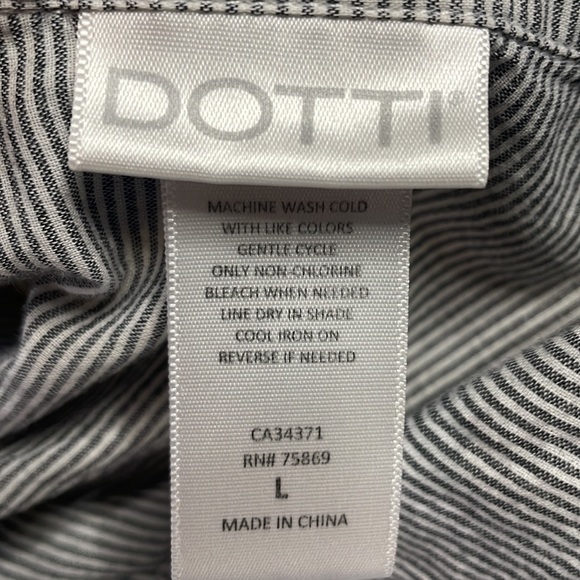 DOTTI®
MACHINE WASH COLD
WITH LIKE COLORS
GENTLE CYCLE
ONLY NON-CHLORINE
BLEACH WHEN NEEDED
LINE DRY IN SHADE
COOL IRON ON
REVERSE IF NEEDED
CA34371
RN# 75869
L
MADE IN CHINA